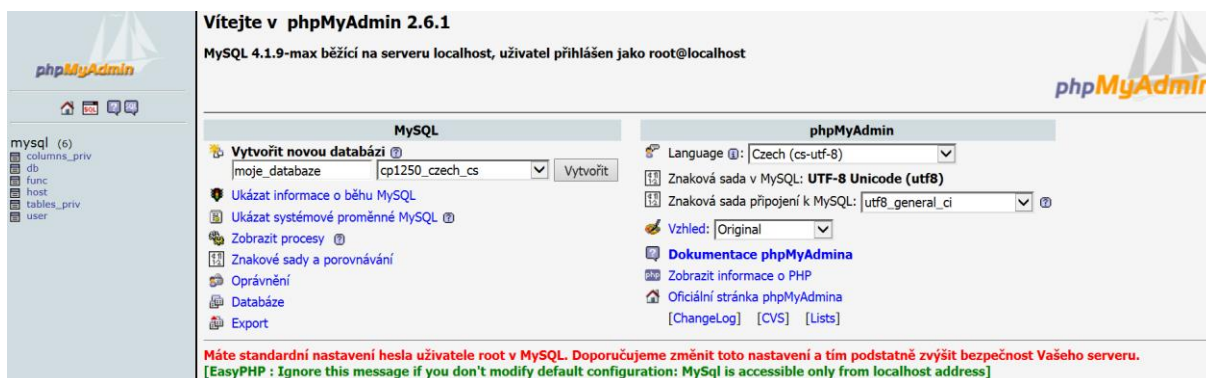 phpMyAdmin
mysql (6)
columns_priv
db
func
host
tables_priv
user
Vítejte v phpMyAdmin 2.6.1
MySQL 4.1.9-max běžící na serveru localhost, uživatel přihlášen jako root@localhost
phpMyAdmin
MySQL
Vytvořit novou databázi
moje_database cp1250_czech_cs Vytvořit
Ukázat informace o běhu MySQL
Ukázat systémové proměnné MySQL
Zobrazit procesy
Znakové sady a porovnávání
Oprávnění
Databáze
Export
phpMyAdmin
Language: Czech (cs-utf-8)
Znaková sada v MySQL: UTF-8 Unicode (utf8)
Znaková sada připojení k MySQL: utf8_general_ci
Vzhled: Original
Dokumentace phpMyAdmina
Zobrazit informace o PHP
Oficiální stránka phpMyAdmina
[ChangeLog] [CVS] [Lists]
Máte standardní nastavení hesla uživatele root v MySQL. Doporučujeme změnit toto nastavení a tím podstatně zvýšit bezpečnost Vašeho serveru.
[EasyPHP : Ignore this message if you don't modify default configuration: MySql is accessible only from localhost address]